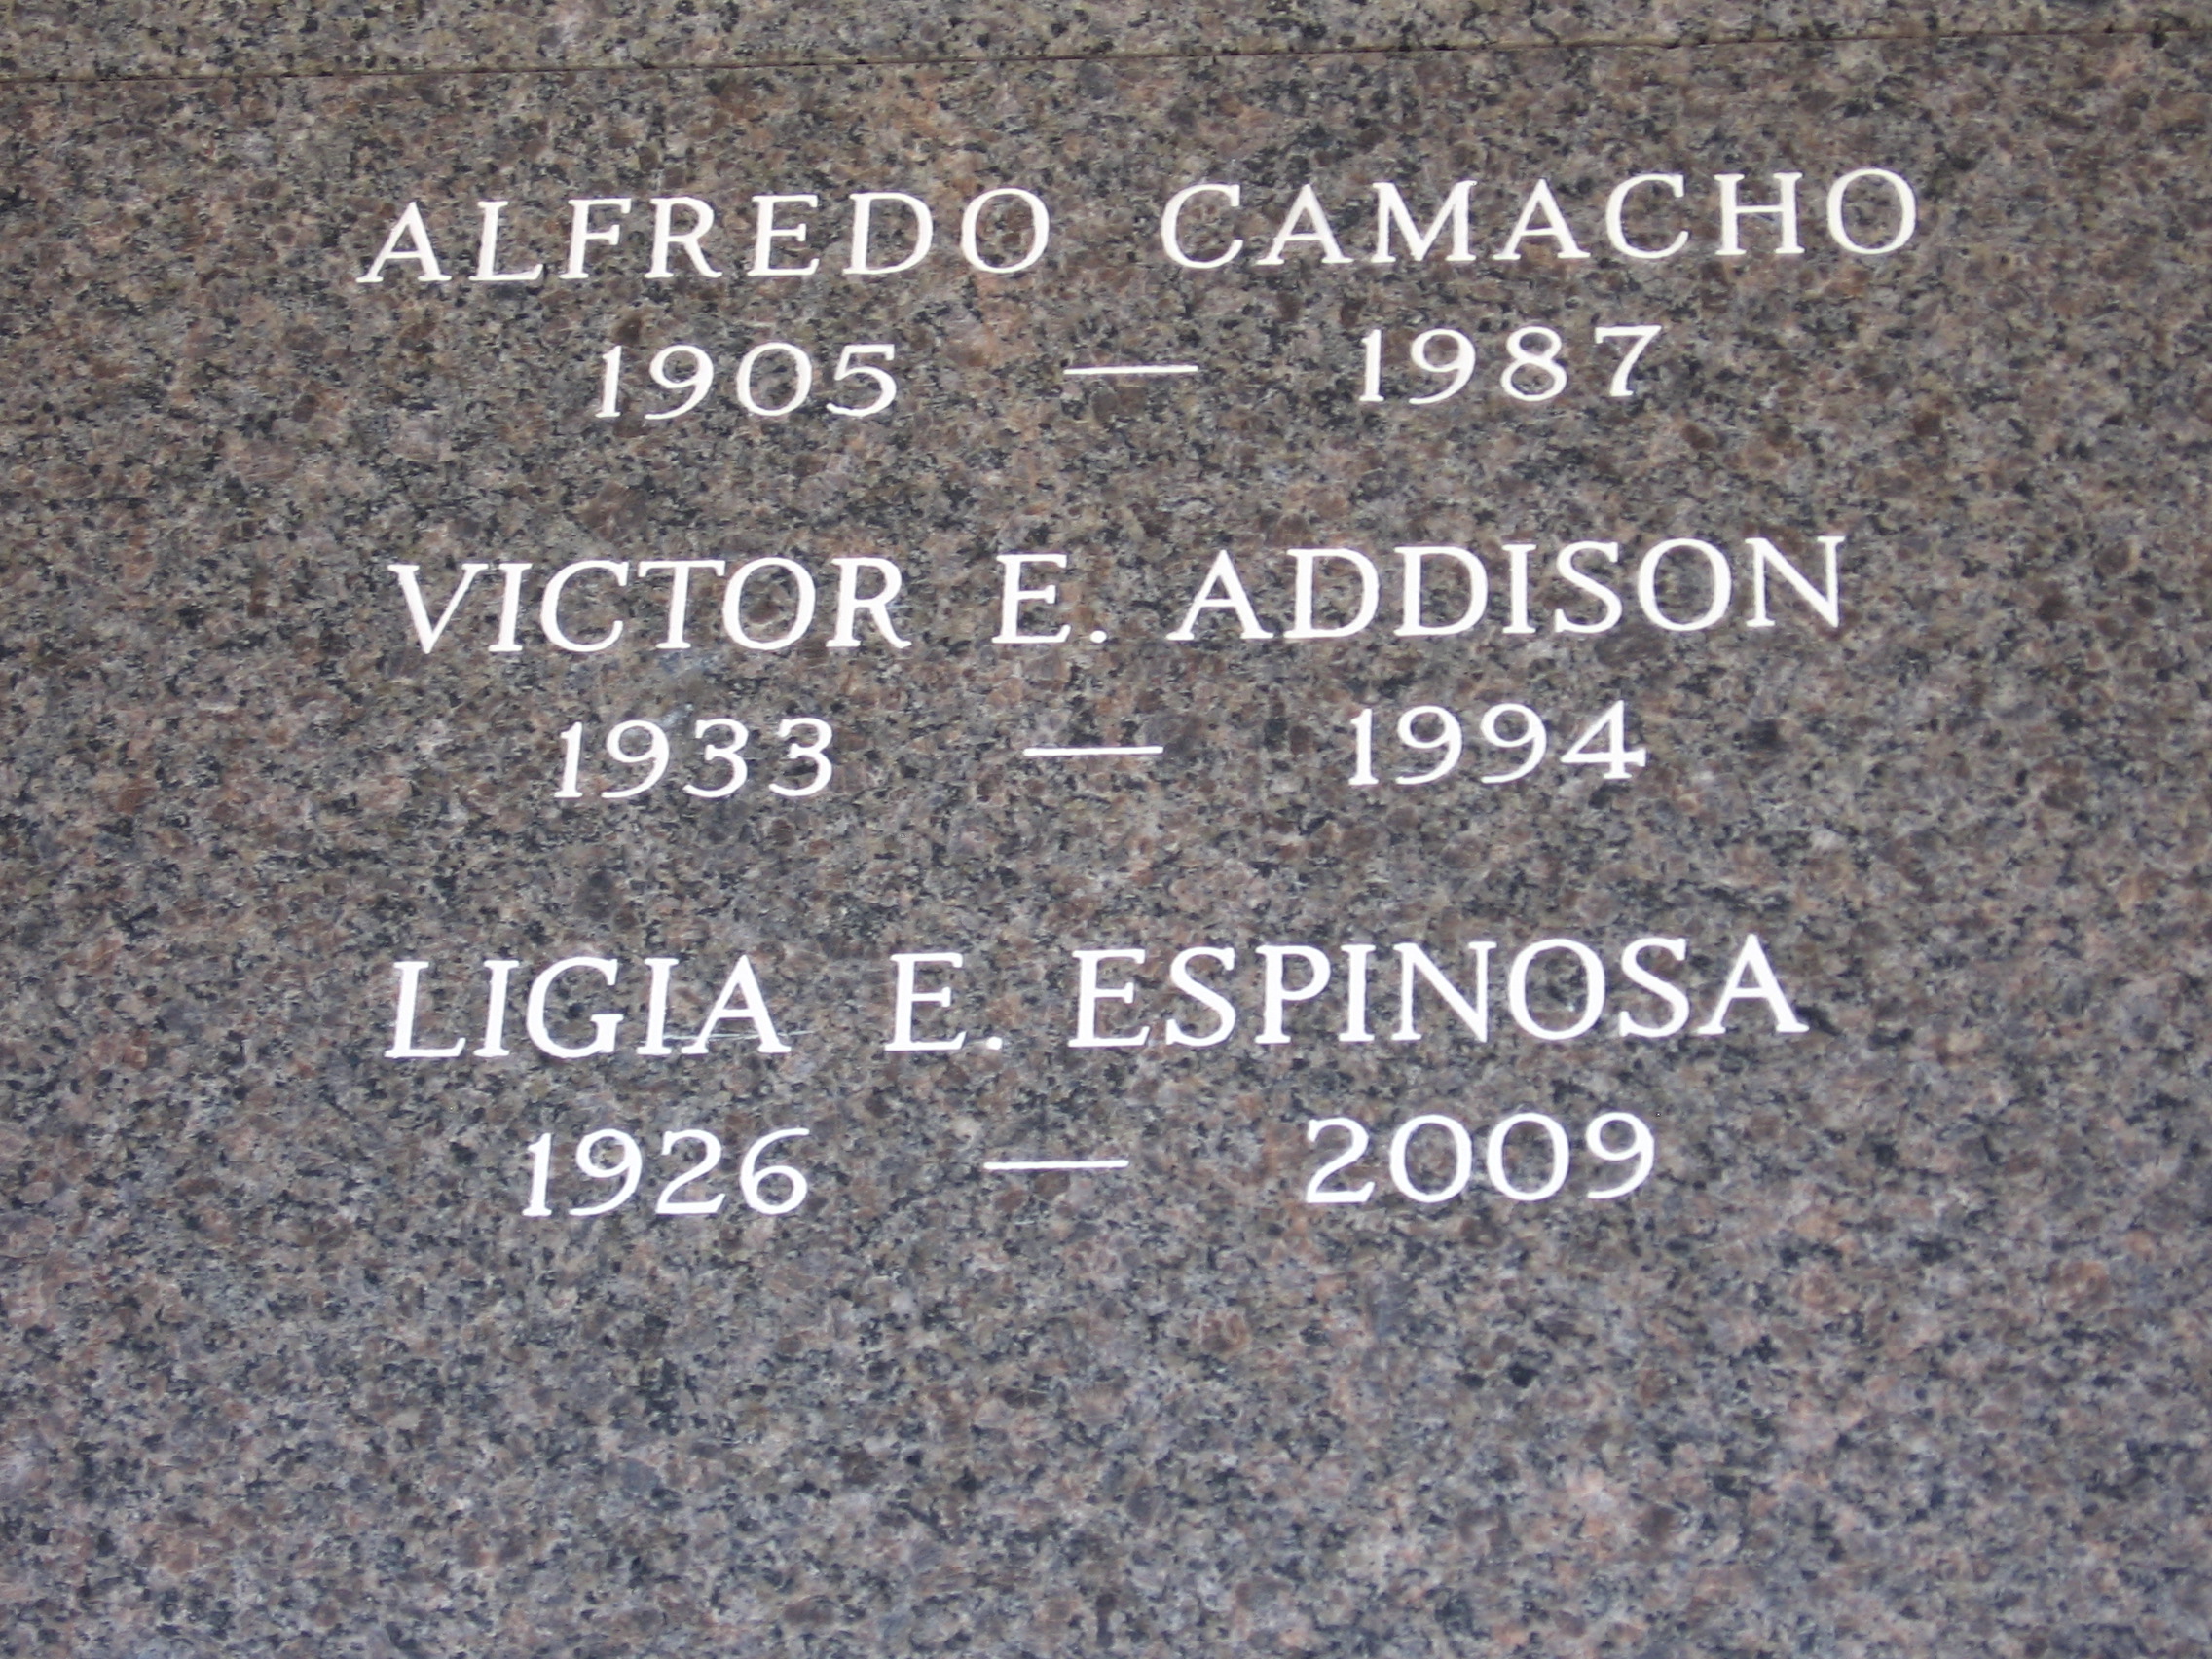 ALFREDO CAMACHO
1905 — 1987
VICTOR E. ADDISON
1933 — 1994
LIGIA E. ESPINOSA
1926 — 2009